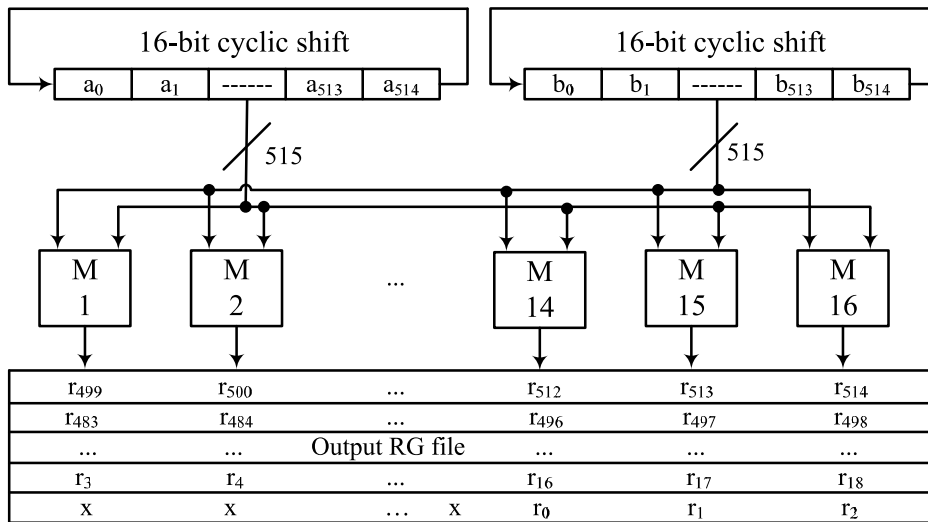 16-bit cyclic shift 16-bit cyclic shift
a₀ a₁ ------ a₅₁₃ a₅₁₄ b₀ b₁ ------ b₅₁₃ b₅₁₄
515 515
M M M M M
1 2 ... 14 15 16
r₄₉₉ r₅₀₀ ... r₅₁₂ r₅₁₃ r₅₁₄
r₄₈₃ r₄₈₄ ... r₄₉₆ r₄₉₇ r₄₉₈
... ... Output RG file ... ... ...
r₃ r₄ ... r₁₆ r₁₇ r₁₈
x x ... x r₀ r₁ r₂